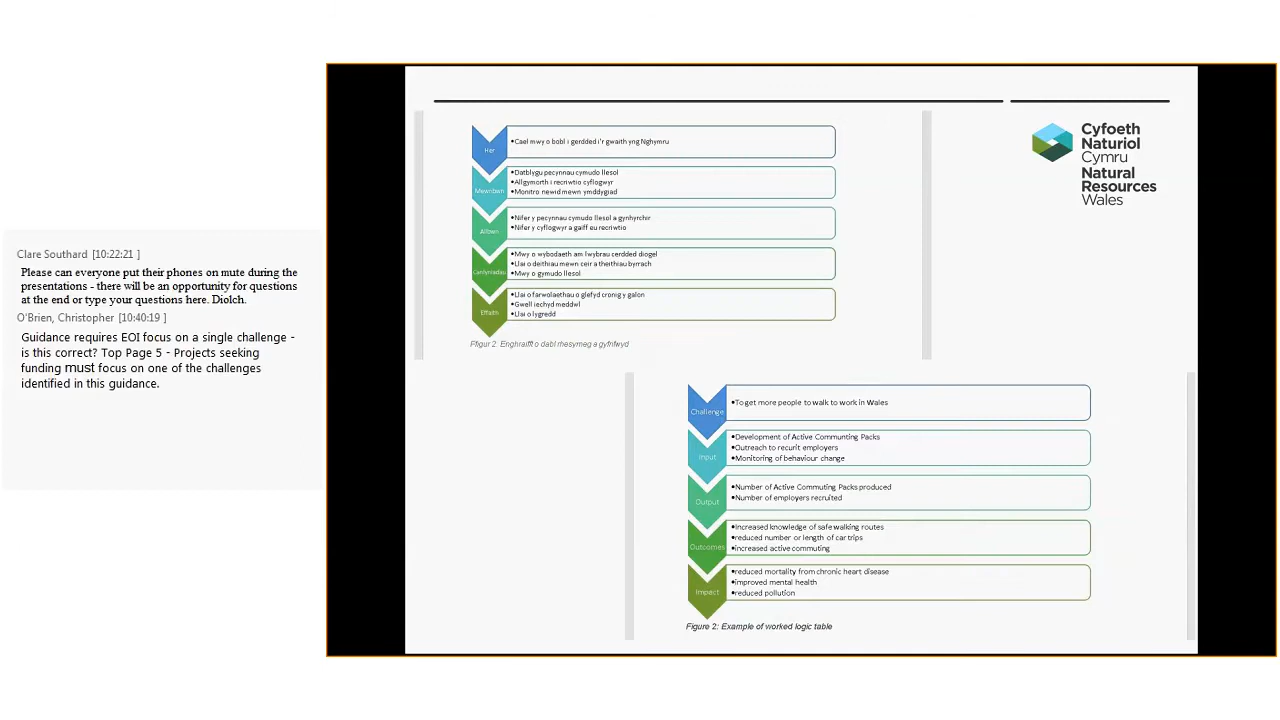 Clare Southard [10:22:21 ]
Please can everyone put their phones on mute during the
presentations - there will be an opportunity for questions
at the end or type your questions here. Diolch.
O'Brien, Christopher [10:40:19 ]
Guidance requires EOI focus on a single challenge -
is this correct? Top Page 5 - Projects seeking
funding must focus on one of the challenges
identified in this guidance.
Cyfoeth
Naturiol
Cymru
Natural
Resources
Wales
Her
•Cael mwy o bobl i gerdded i'r gwaith yng Nghymru
Mewnbwn
•Datblygu pecynnau cymudo llesol
•Allgymorth i recriwtio cyflogwyr
•Monitro newid mewn ymddygiad
Allbwn
•Nifer y pecynnau cymudo llesol a gynhyrchir
•Nifer y cyflogwyr a gaiff eu recriwtio
Canlyniadau
•Mwy o wybodaeth am lwybrau cerdded diogel
•Llai o deithiau mewn ceir a theithiau byrrach
•Mwy o gymudo llesol
Effaith
•Llai o farwolaethau o glefyd cronig y galon
•Gwell iechyd meddwl
•Llai o lygredd
Ffigur 2. Enghraifft o dabl rhesymeg a gyfnifwyd
Challenge
•To get more people to walk to work in Wales
Input
•Development of Active Communting Packs
•Outreach to recurit employers
•Monitoring of behaviour change
Output
•Number of Active Commuting Packs produced
•Number of employers recruited
Outcomes
•Increased knowledge of safe walking routes
•reduced number or length of car trips
•increased active commuting
Impact
•reduced mortality from chronic heart disease
•improved mental health
•reduced pollution
Figure 2: Example of worked logic table